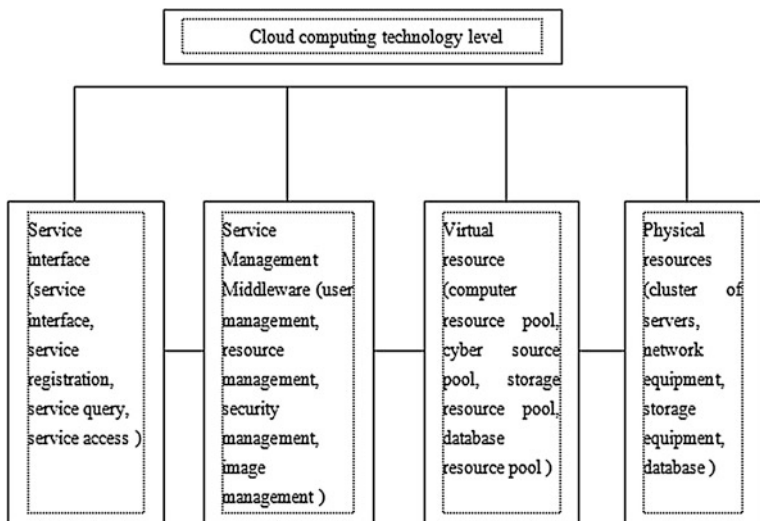 Cloud computing technology level
Service
interface
(service
interface,
service
registration,
service query,
service access )
Service
Management
Middleware (user
management,
resource
management,
security
management,
image
management )
Virtual
resource
(computer
resource pool,
cyber source
pool, storage
resource pool,
database
resource pool )
Physical
resources
(cluster of
servers,
network
equipment,
storage
equipment,
database )